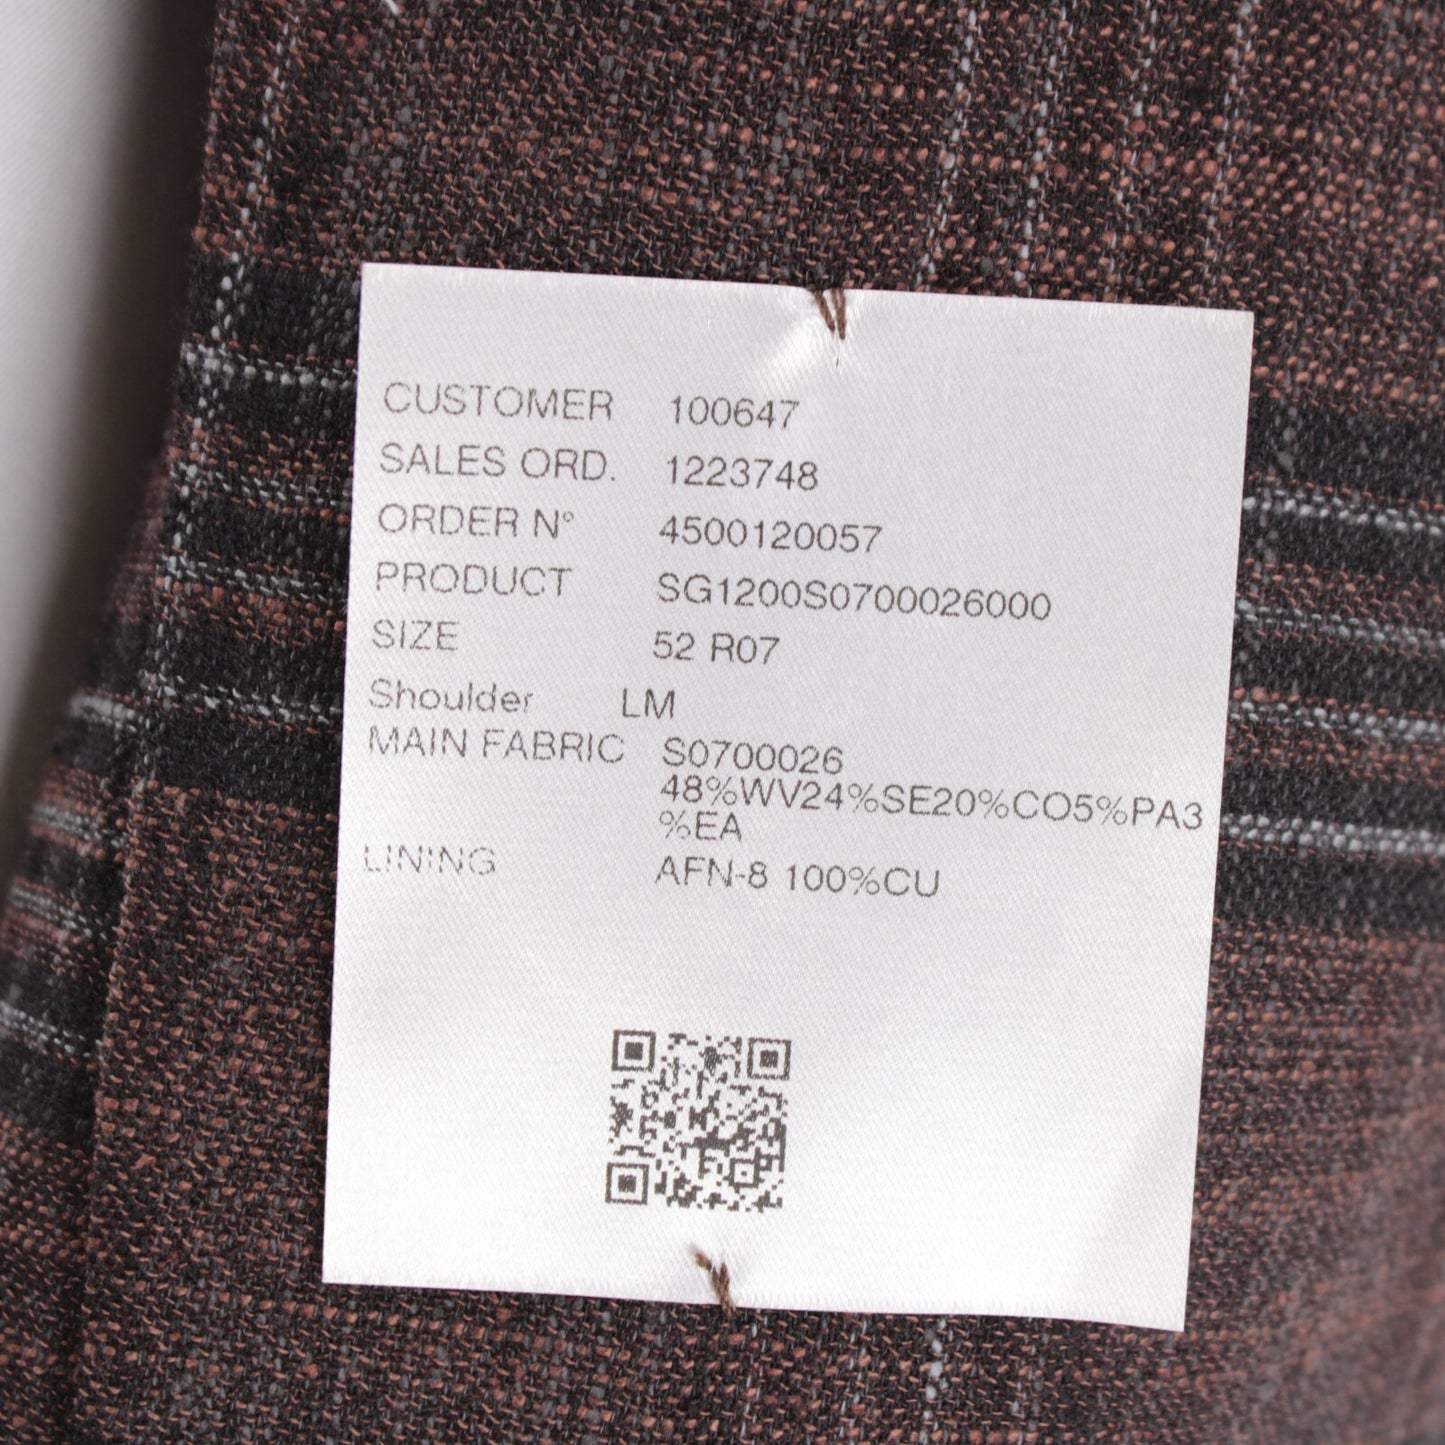 CUSTOMER 100647
SALES ORD. 1223748
ORDER N° 4500120057
PRODUCT SG1200S0700026000
SIZE 52 R07
Shoulder LM
MAIN FABRIC S0700026
48%WV24%SE20%CO5%PA3
%EA
LINING AFN-8 100%CU